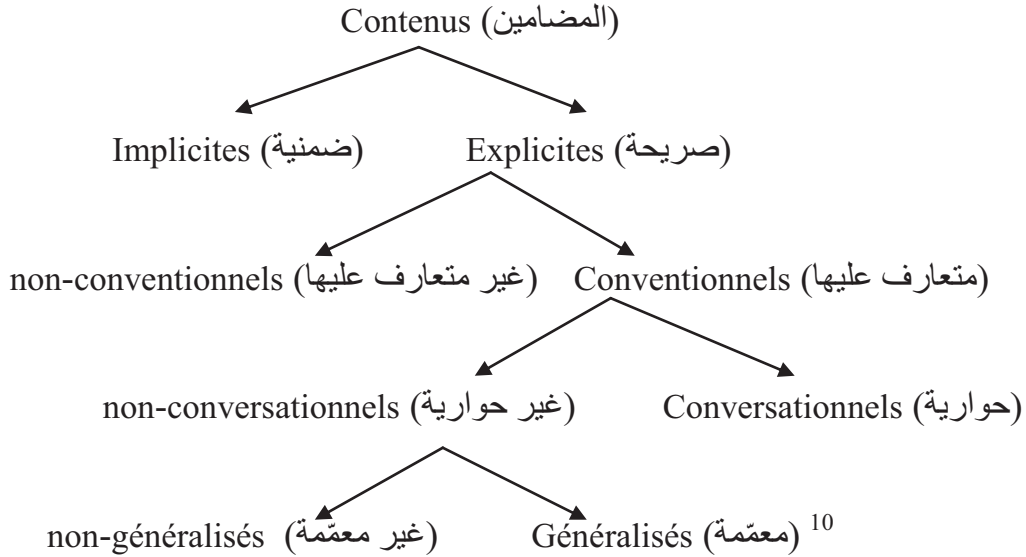 Contenus (المضامين)
Implicites (ضمنية) Explicites (صريحة)
non-conventionnels (غير متعارف عليها) Conventionnels (متعارف عليها)
non-conversationnels (غير حوارية) Conversationnels (حوارية)
non-généralisés (غير معمّمة) Généralisés (معمّمة) 10